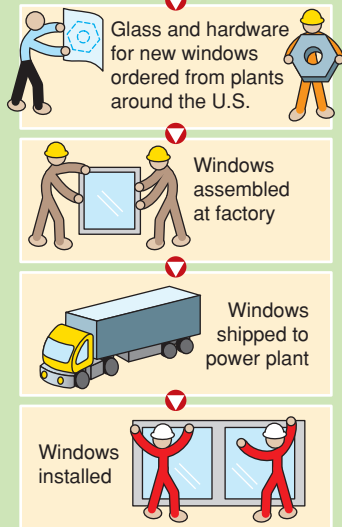 Glass and hardware
for new windows
ordered from plants
around the U.S.
Windows
assembled
at factory
Windows
shipped to
power plant
Windows
installed